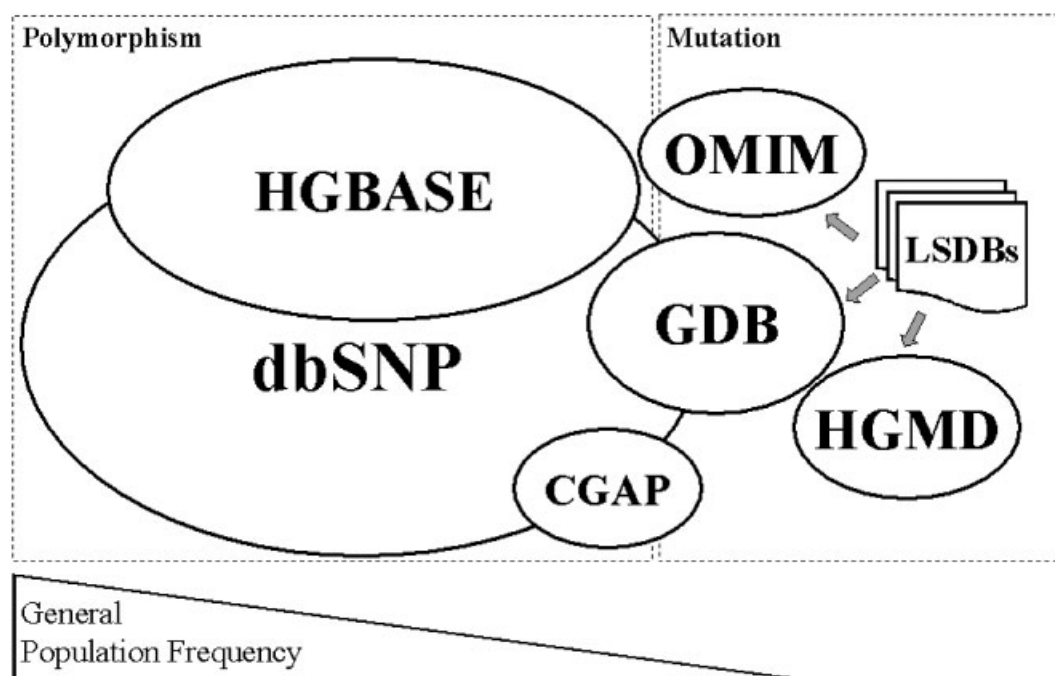 Polymorphism
Mutation
OMIM
HGBASE
LSDBs
GDB
dbSNP
HGMD
CGAP
General
Population Frequency